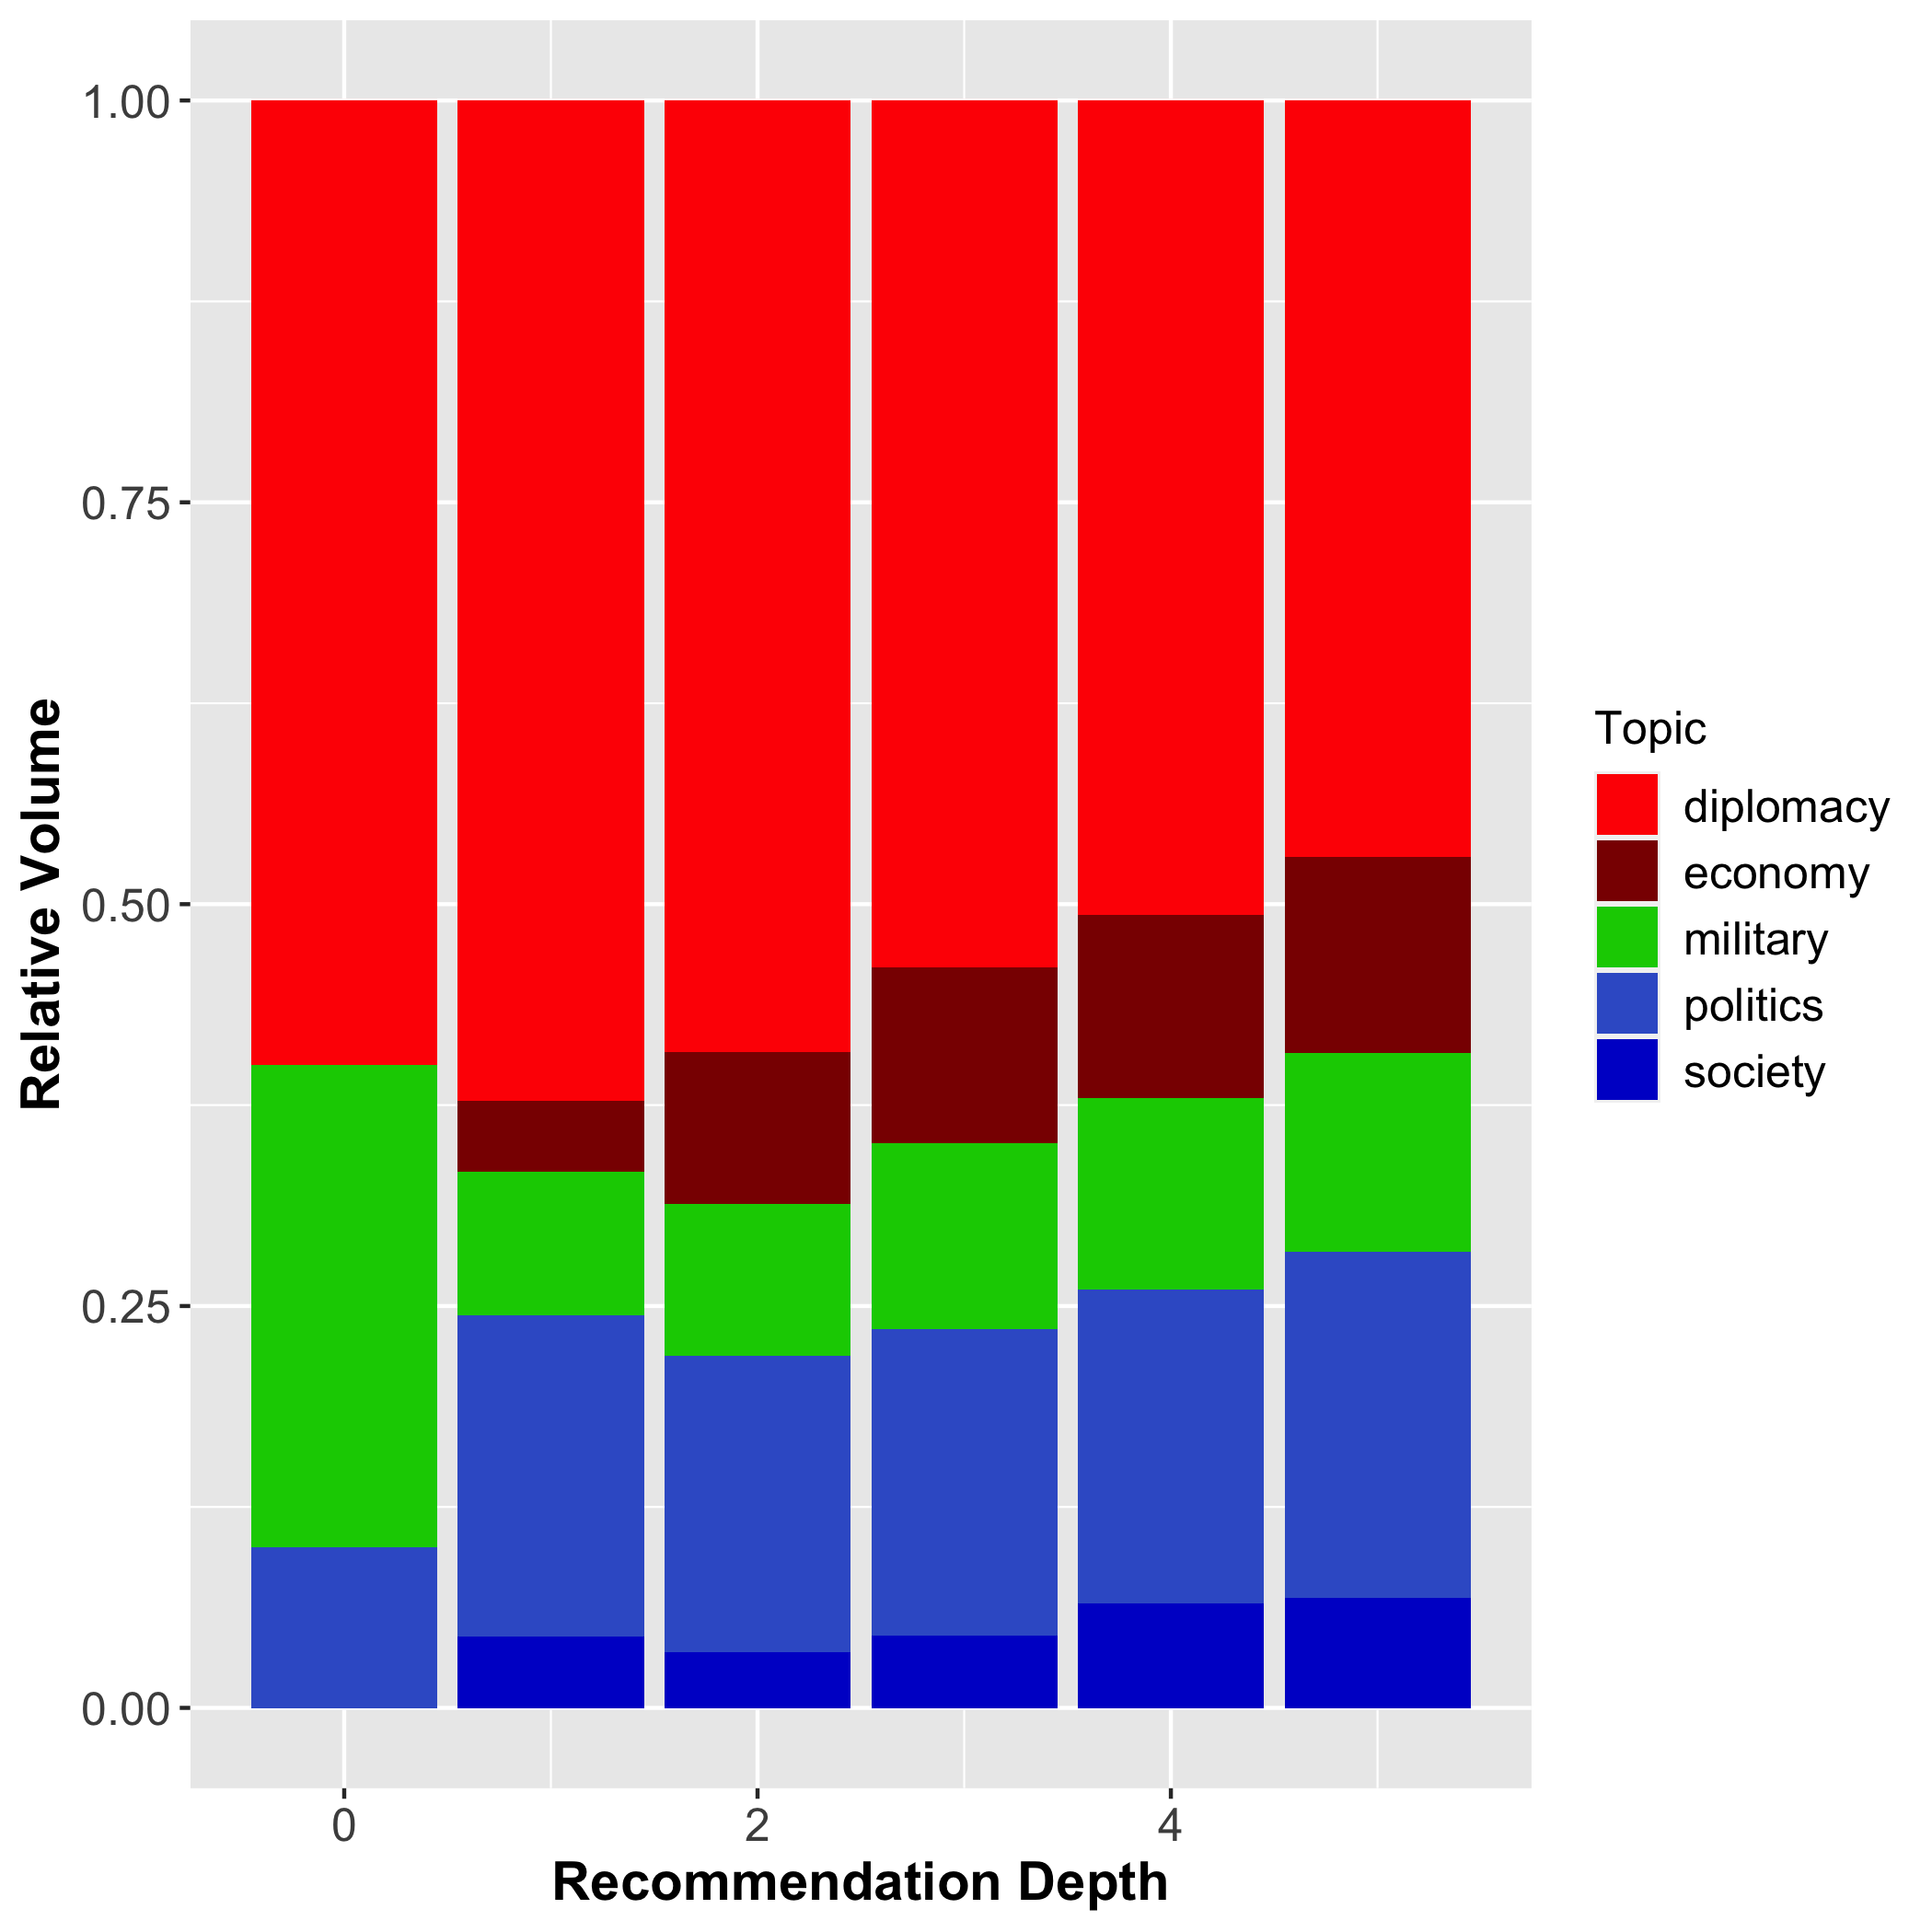 Relative Volume
1.00
0.75
0.50
0.25
0.00
0
2
4
Recommendation Depth
Topic
diplomacy
economy
military
politics
society